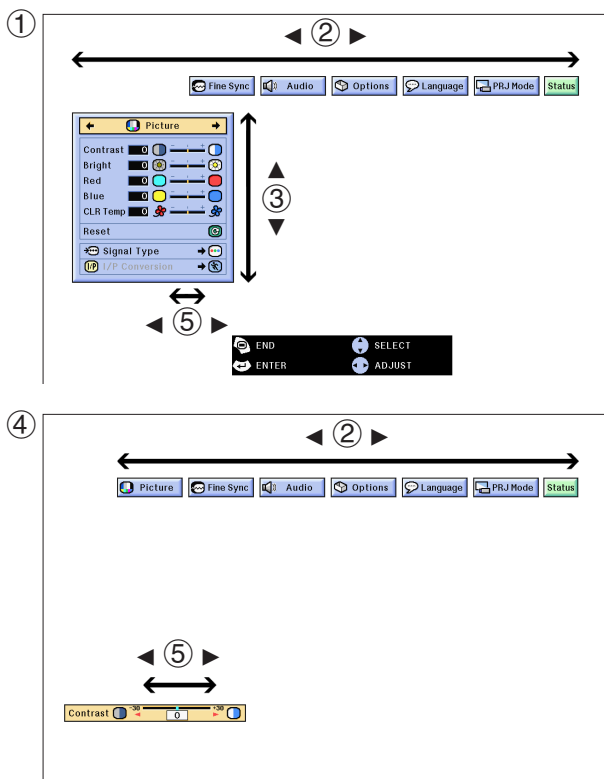 ①
◄ ② ►
Fine Sync Audio Options Language PRJ Mode Status
Picture
Contrast 0 - +
Bright 0 - +
Red 0 - +
Blue 0 - +
CLR Temp 0 - +
Reset
Signal Type
I/P I/P Conversion
▲
③
▼
◄ ⑤ ►
END SELECT
ENTER ADJUST
④
◄ ② ►
Picture Fine Sync Audio Options Language PRJ Mode Status
◄ ⑤ ►
Contrast -30 0 +30